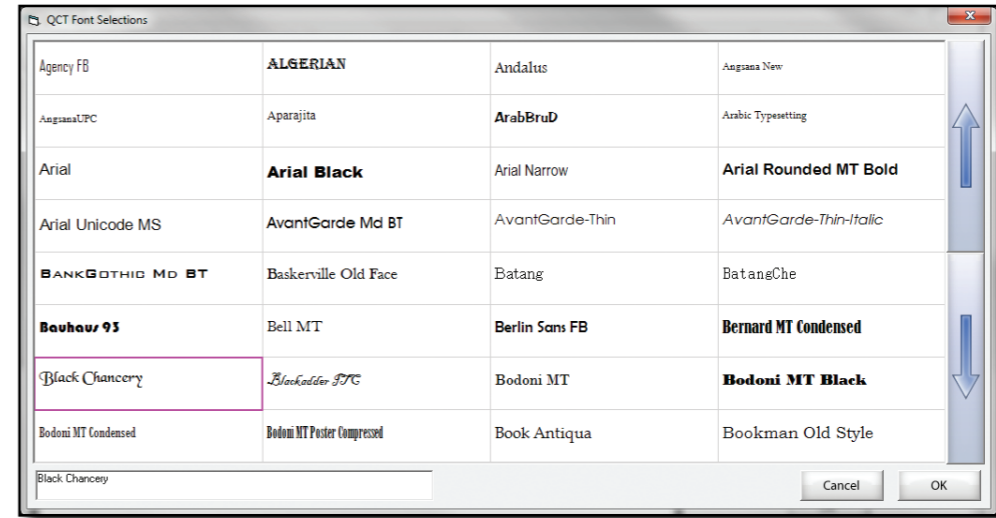 QCT Font Selections
Agency FB
ALGERIAN
Andalus
Angsana New
AngsanaUPC
Aparajita
ArabBruD
Arabic Typesetting
Arial
Arial Black
Arial Narrow
Arial Rounded MT Bold
Arial Unicode MS
AvantGarde Md BT
AvantGarde-Thin
AvantGarde-Thin-Italic
BANKGOTHIC MD BT
Baskerville Old Face
Batang
BatangChe
Bauhaus 93
Bell MT
Berlin Sans FB
Bernard MT Condensed
Black Chancery
Blackadder ITC
Bodoni MT
Bodoni MT Black
Bodoni MT Condensed
Bodoni MT Poster Compressed
Book Antiqua
Bookman Old Style
Black Chancery
Cancel
OK